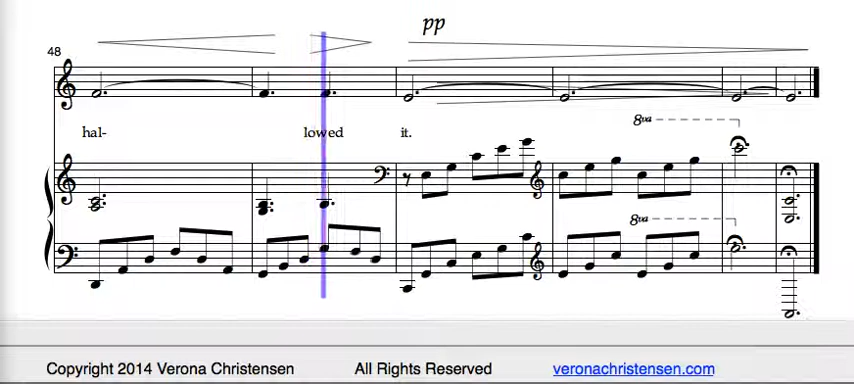 pp
48
hal- lowed it.
8va
8va
Copyright 2014 Verona Christensen All Rights Reserved veronachristensen.com